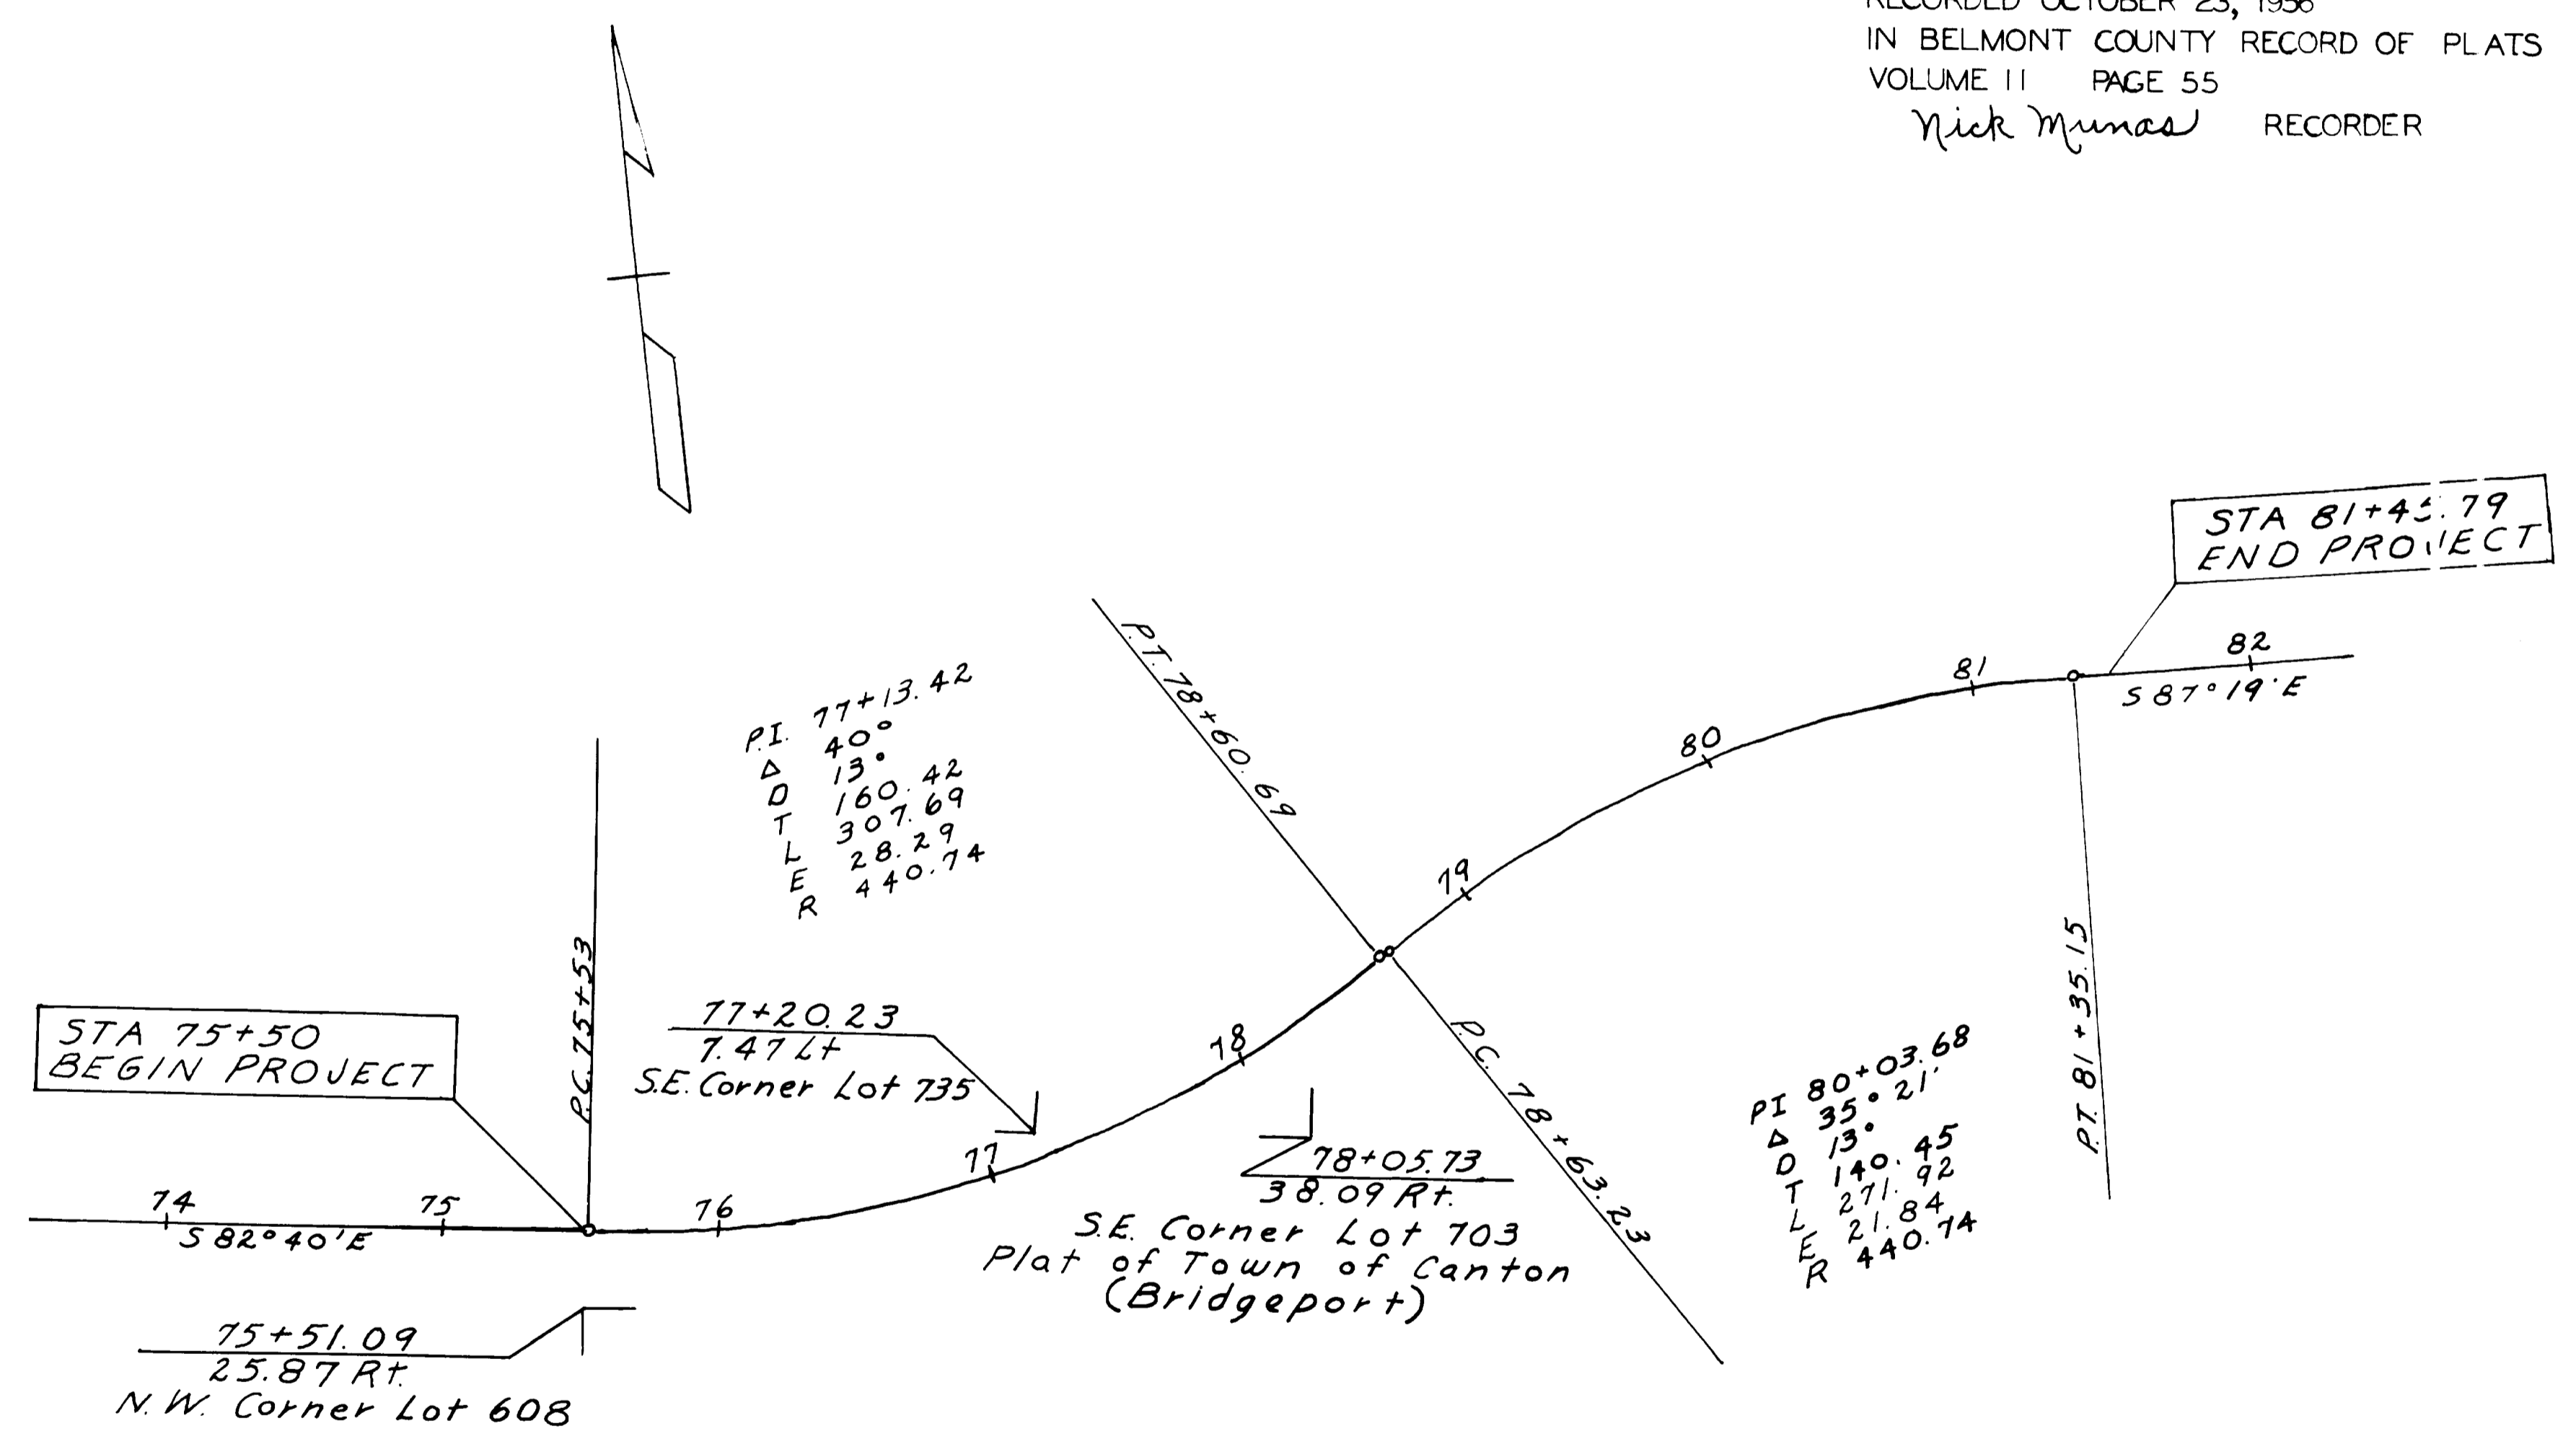 IN BELMONT COUNTY RECORD OF PLATS
VOLUME 11 PAGE 55
Nick Munas RECORDER
STA 81+45.79
END PROJECT
82
S 87° 19' E
81
80
79
P.T. 78+60.69
P.I. 77+13.42
Δ 40°
D 13°
T 160.42
L 307.69
E 28.29
R 440.74
P.C. 75+53
STA 75+50
BEGIN PROJECT
77+20.23
7.47 Lt
S.E. Corner Lot 735
78
77
76
75
74
S 82° 40' E
78+05.73
38.09 Rt.
S.E. Corner Lot 703
Plat of Town of Canton
(Bridgeport)
P.C. 78+63.23
PI 80+03.68
Δ 35° 21'
D 13°
T 140.45
L 271.92
E 21.84
R 440.74
P.T. 81+35.15
75+51.09
25.87 Rt.
N.W. Corner Lot 608